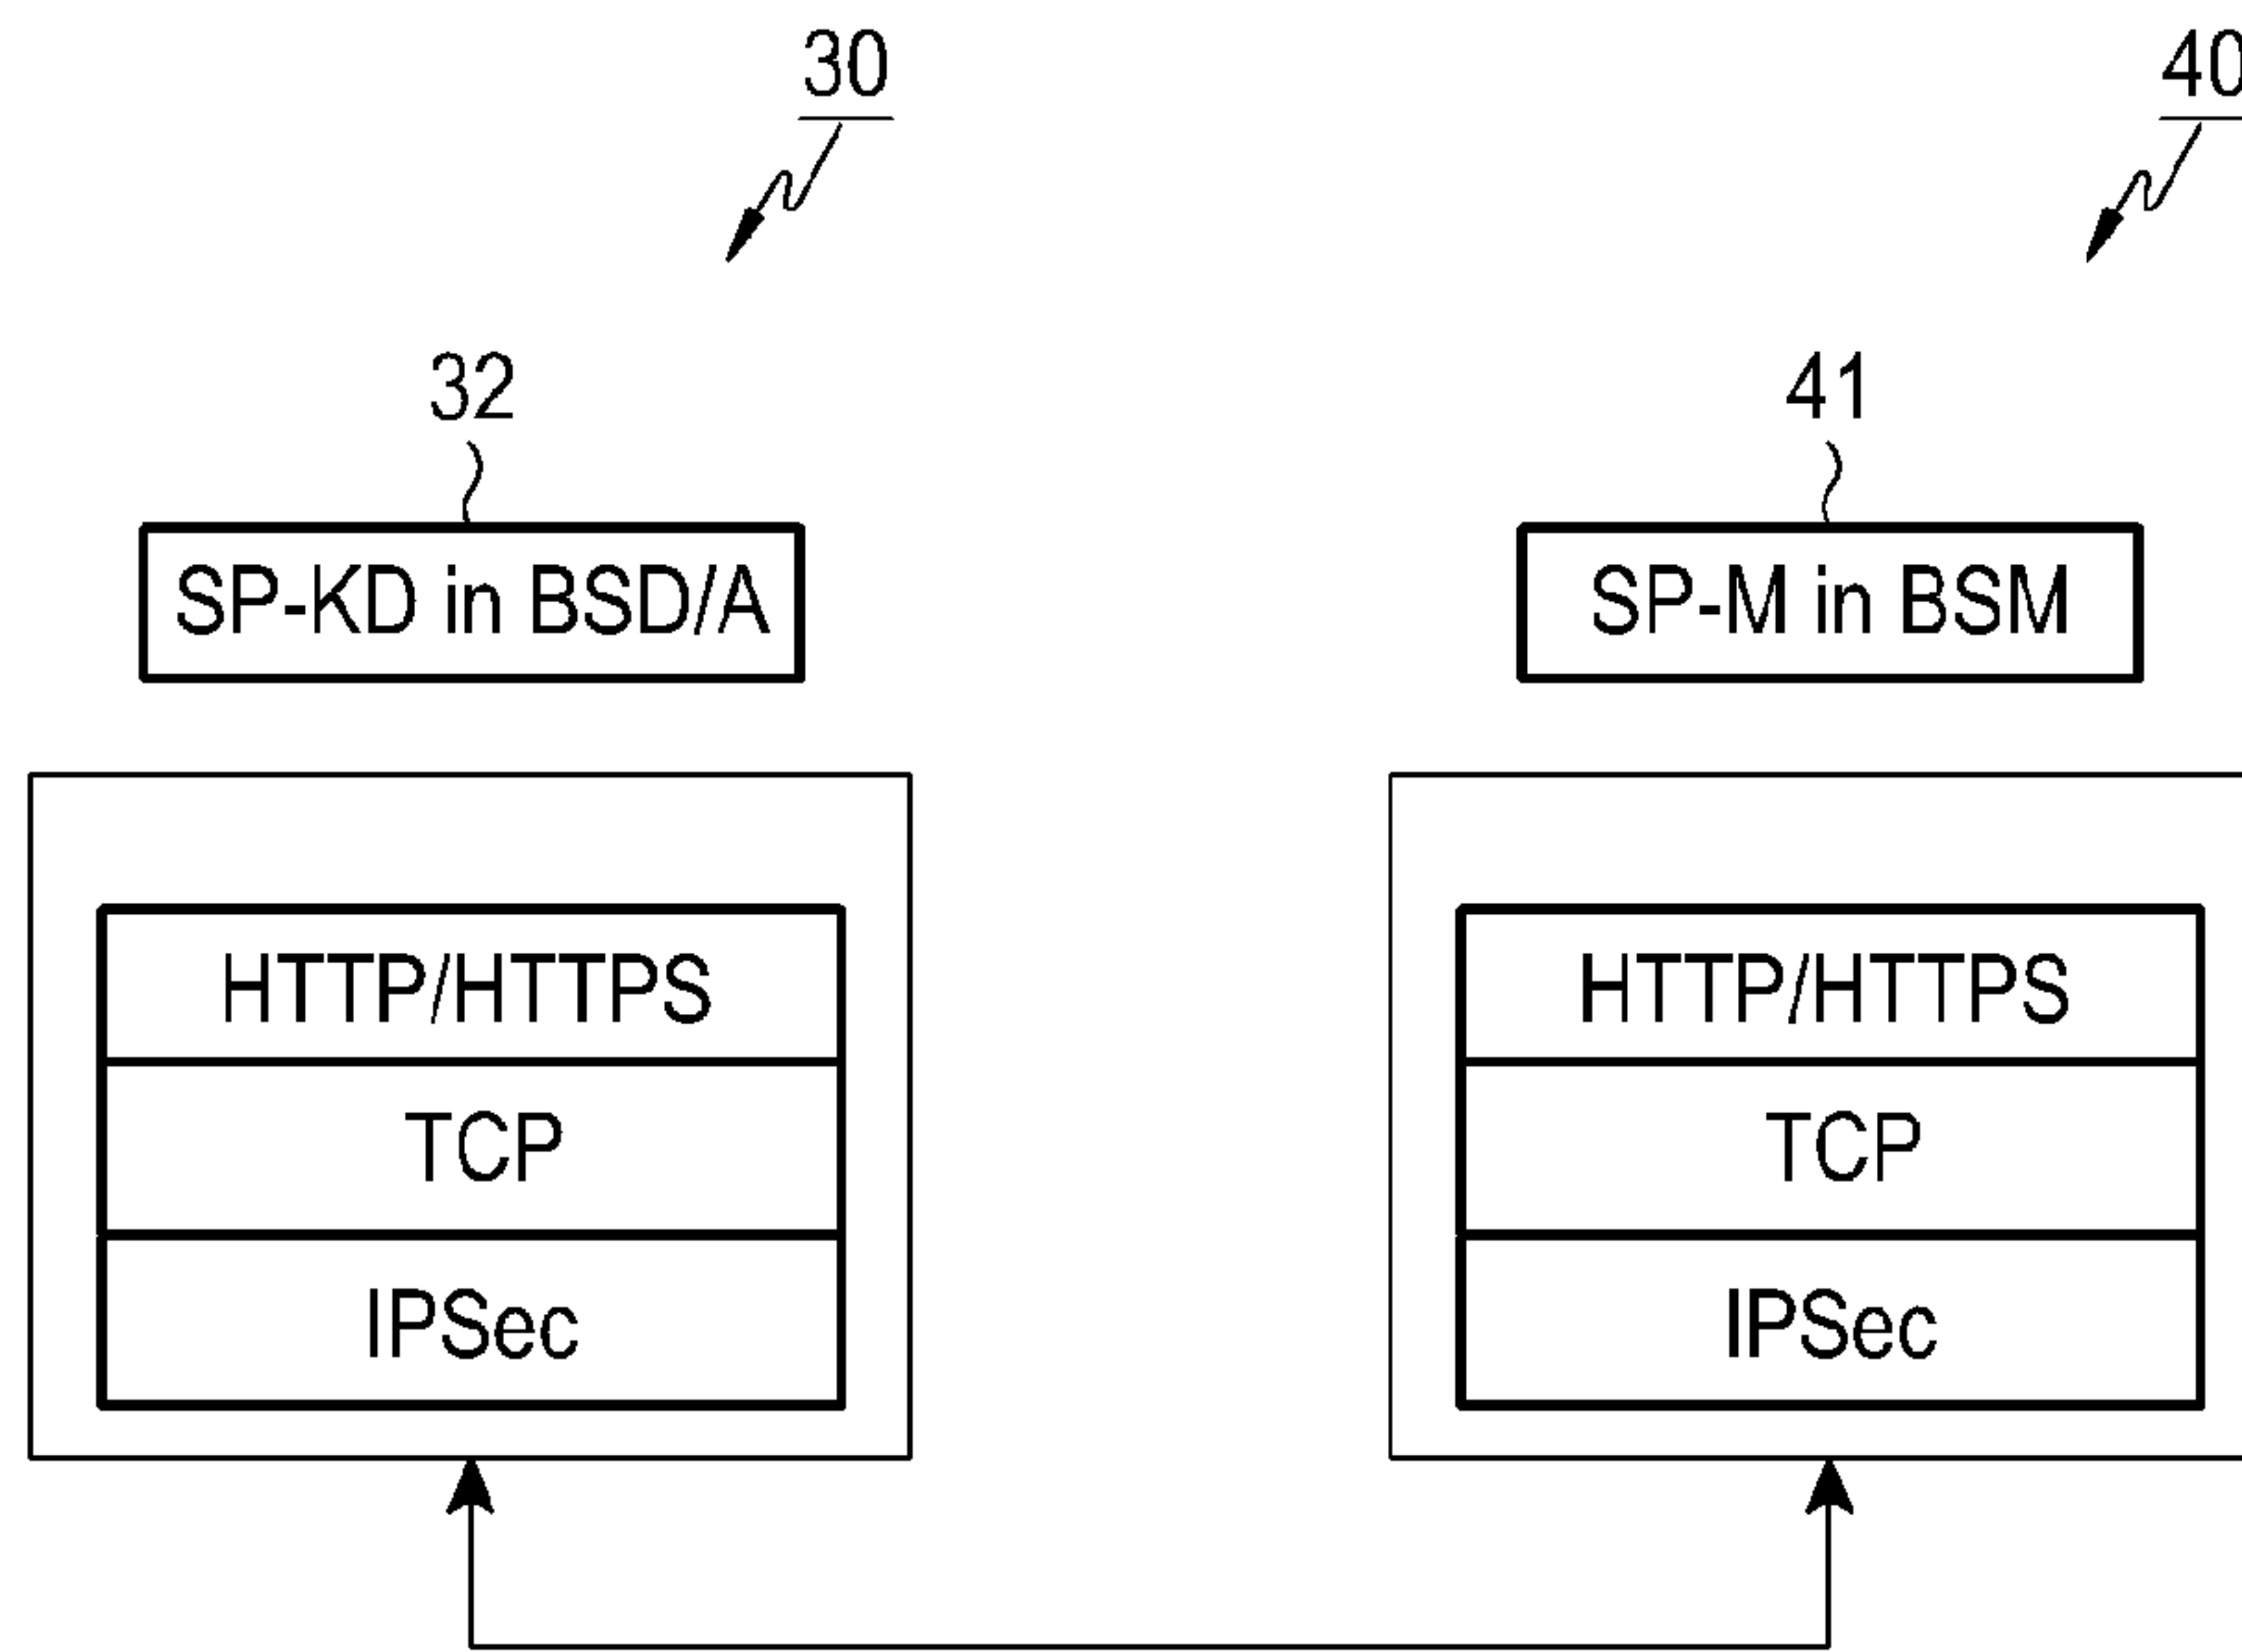 30
40
32
41
SP-KD in BSD/A
SP-M in BSM
HTTP/HTTPS
HTTP/HTTPS
TCP
TCP
IPSec
IPSec